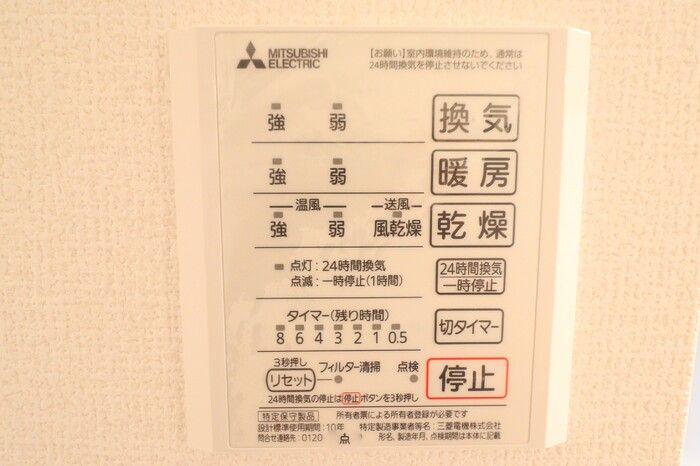 MITSUBISHI
ELECTRIC
【お願い】室内環境維持のため、通常は
24時間換気を停止させないでください
強 弱 換気
強 弱 暖房
温風 送風
強 弱 風乾燥 乾燥
点灯：24時間換気
点滅：一時停止(1時間)
24時間換気
一時停止
タイマー(残り時間)
8 6 4 3 2 1 0.5
切タイマー
3秒押し
リセット フィルター清掃 点検
停止
24時間換気の停止は停止ボタンを3秒押し
特定保守製品 所有者票による所有者登録が必要です
設計標準使用期間：10年 特定製造事業者等名：三菱電機株式会社
問合せ連絡先：0120 点 形名、製造年月、点検期間は本体に記載